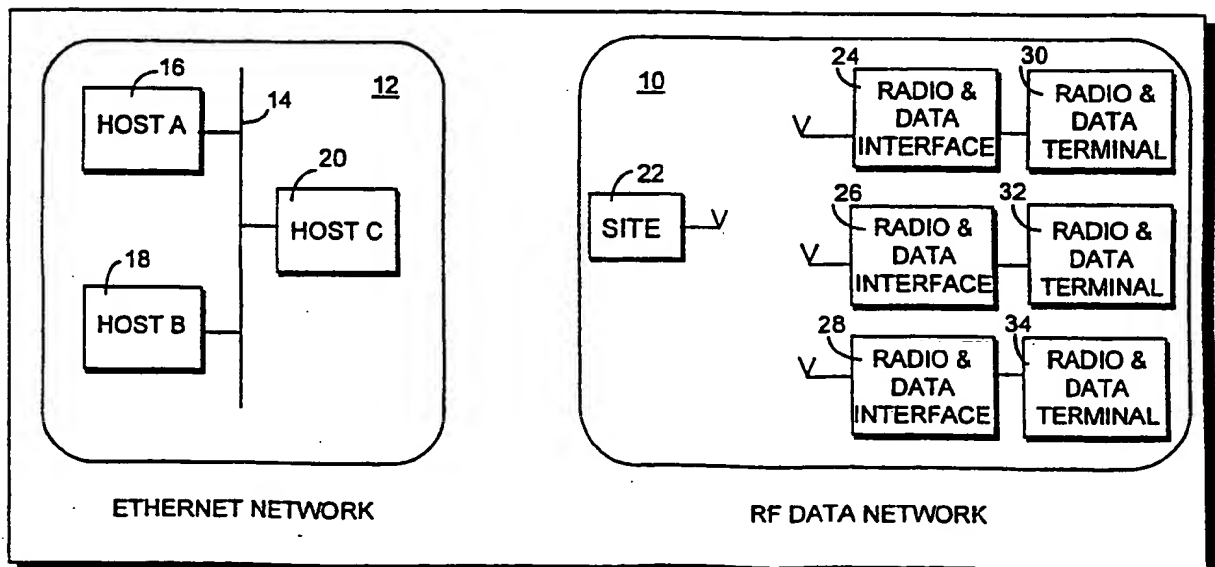 16
HOST A
14
12
20
HOST C
18
HOST B
ETHERNET NETWORK
10
22
SITE
24
RADIO &
DATA
INTERFACE
30
RADIO &
DATA
TERMINAL
26
RADIO &
DATA
INTERFACE
32
RADIO &
DATA
TERMINAL
28
RADIO &
DATA
INTERFACE
34
RADIO &
DATA
TERMINAL
RF DATA NETWORK